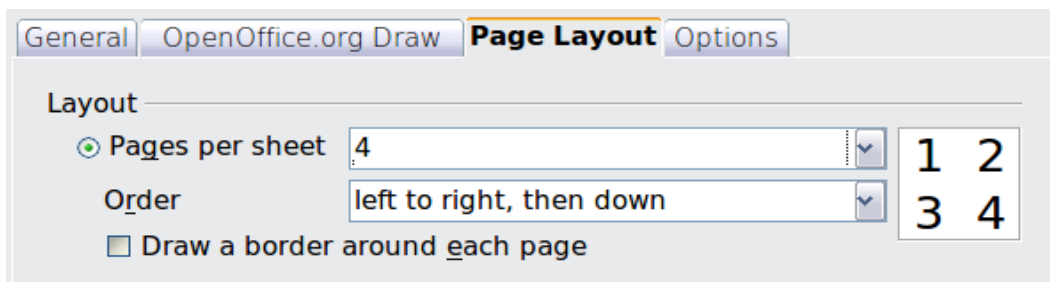 General OpenOffice.org Draw Page Layout Options
Layout
Pages per sheet 4
1 2
Order left to right, then down
3 4
Draw a border around each page